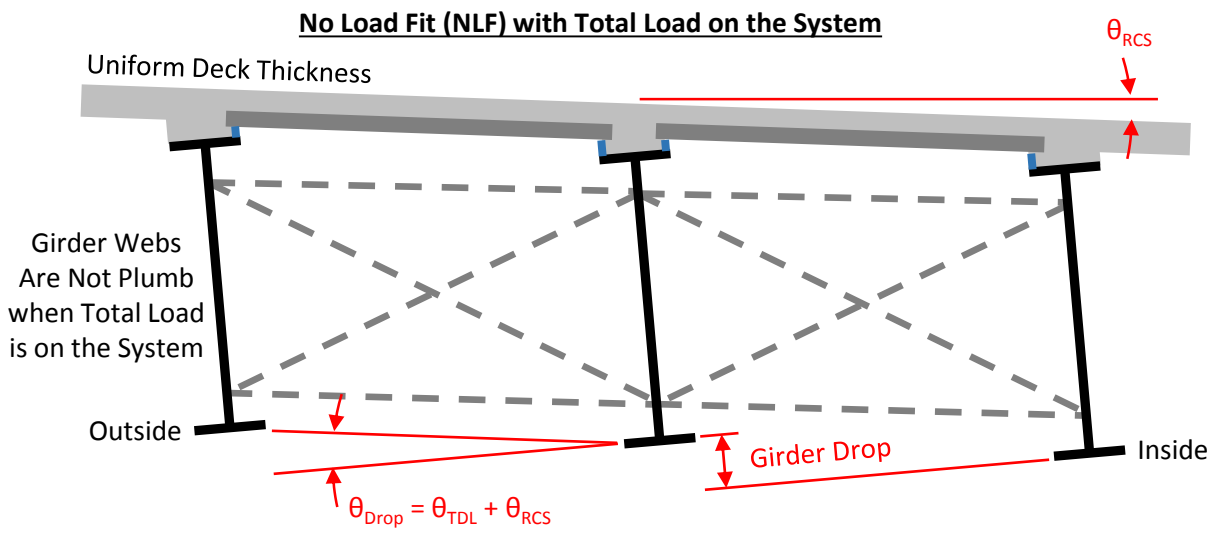 No Load Fit (NLF) with Total Load on the System
θRCS
Uniform Deck Thickness
Girder Webs
Are Not Plumb
when Total Load
is on the System
Outside
Girder Drop
Inside
θDrop = θTDL + θRCS